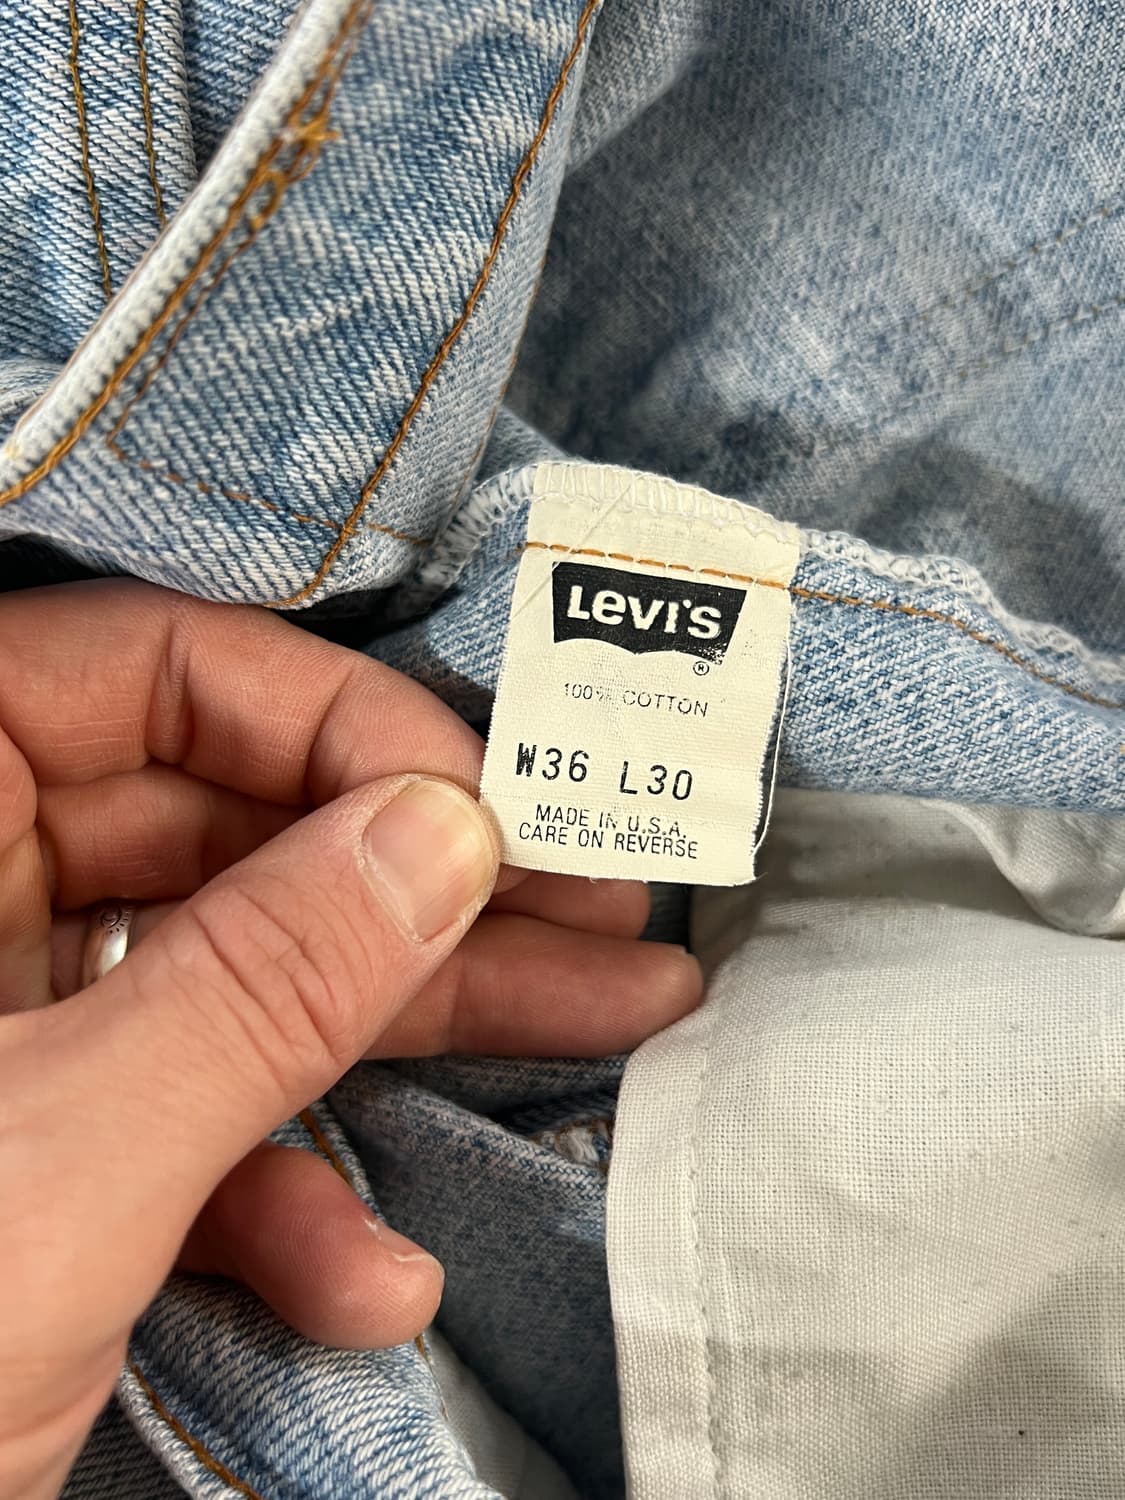 Levi's
®
100% COTTON
W36 L30
MADE IN U.S.A.
CARE ON REVERSE